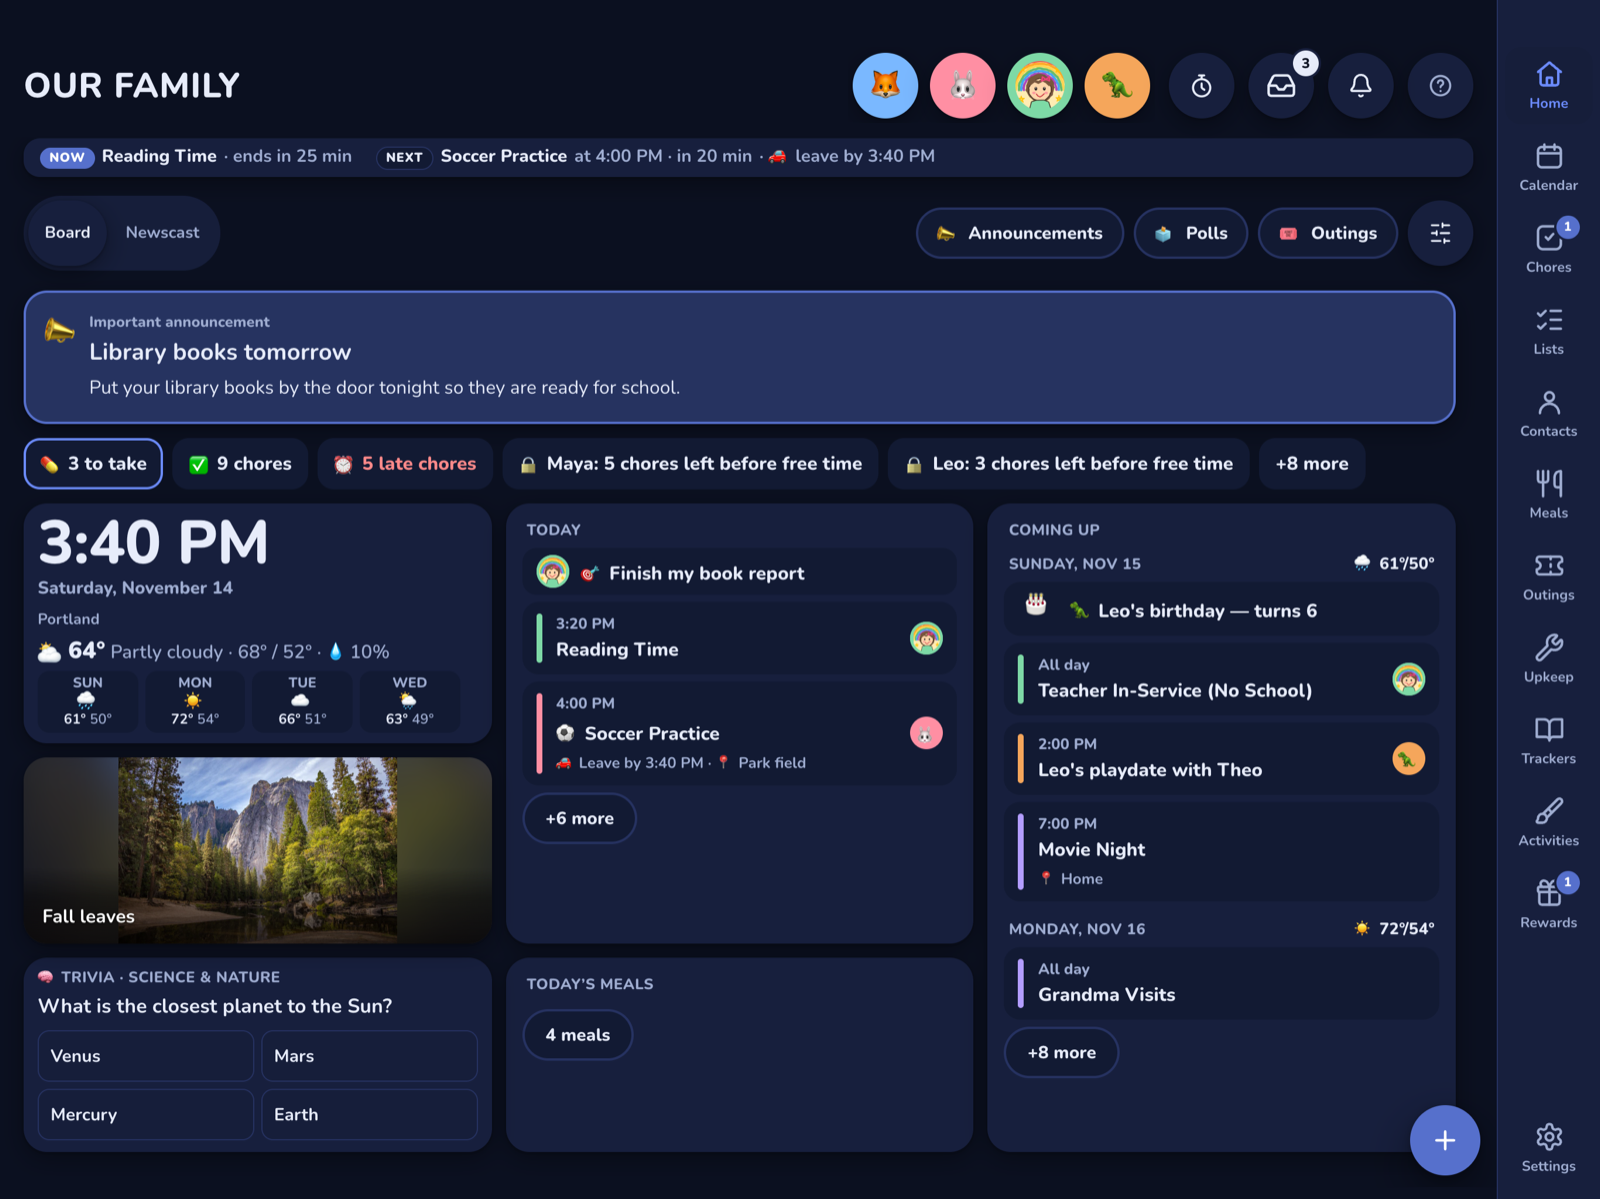 OUR FAMILY
3
NOW Reading Time · ends in 25 min NEXT Soccer Practice at 4:00 PM · in 20 min · leave by 3:40 PM
Board
Newscast
Announcements
Polls
Outings
Important announcement
Library books tomorrow
Put your library books by the door tonight so they are ready for school.
3 to take
9 chores
5 late chores
Maya: 5 chores left before free time
Leo: 3 chores left before free time
+8 more
3:40 PM
Saturday, November 14
Portland
64° Partly cloudy · 68° / 52° · 10%
SUN
61° 50°
MON
72° 54°
TUE
66° 51°
WED
63° 49°
Fall leaves
TRIVIA · SCIENCE & NATURE
What is the closest planet to the Sun?
Venus
Mars
Mercury
Earth
TODAY
Finish my book report
3:20 PM
Reading Time
4:00 PM
Soccer Practice
Leave by 3:40 PM · Park field
+6 more
TODAY'S MEALS
4 meals
COMING UP
SUNDAY, NOV 15
61°/50°
Leo's birthday — turns 6
All day
Teacher In-Service (No School)
2:00 PM
Leo's playdate with Theo
7:00 PM
Movie Night
Home
MONDAY, NOV 16
72°/54°
All day
Grandma Visits
+8 more
Home
Calendar
1
Chores
Lists
Contacts
Meals
Outings
Upkeep
Trackers
Activities
1
Rewards
Settings